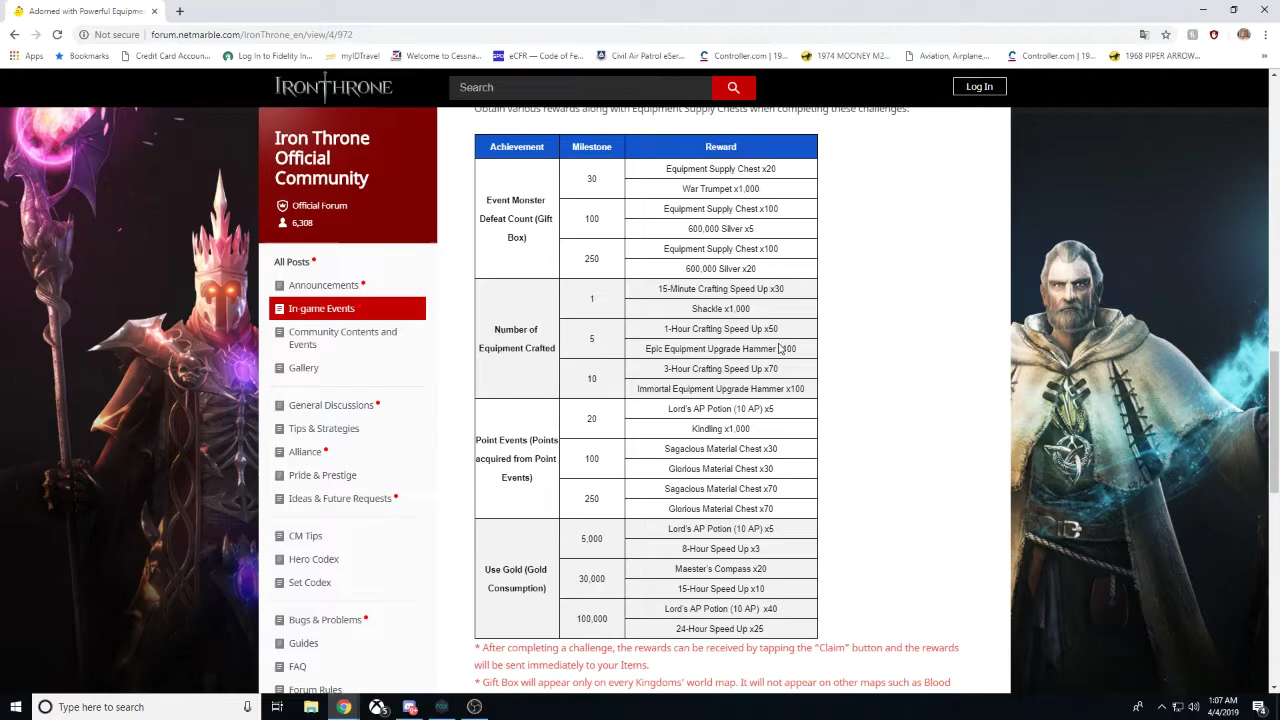 Adorned with Powerful Equipme
Not secure | forum.netmarble.com/IronThrone_en/view/4/972
Apps
Bookmarks
Credit Card Accoun...
Log In to Fidelity In...
myIDTravel
Welcome to Cessna...
eCFR — Code of Fe...
Civil Air Patrol eSer...
Controller.com | 19...
1974 MOONEY M2...
Aviation, Airplane,...
Controller.com | 19...
1968 PIPER ARROW...
IRON THRONE
Search
Log In
Iron Throne
Official
Community
Official Forum
6,308
All Posts
Announcements
In-game Events
Community Contents and
Events
Gallery
General Discussions
Tips & Strategies
Alliance
Pride & Prestige
Ideas & Future Requests
CM Tips
Hero Codex
Set Codex
Bugs & Problems
Guides
FAQ
Forum Rules
Obtain various rewards along with Equipment Supply Chests when completing these challenges.
Achievement Milestone Reward
Event Monster
Defeat Count (Gift
Box)
30
Equipment Supply Chest x20
War Trumpet x1,000
100
Equipment Supply Chest x100
600,000 Silver x5
250
Equipment Supply Chest x100
600,000 Silver x20
Number of
Equipment Crafted
1
15-Minute Crafting Speed Up x30
Shackle x1,000
5
1-Hour Crafting Speed Up x50
Epic Equipment Upgrade Hammer 100
10
3-Hour Crafting Speed Up x70
Immortal Equipment Upgrade Hammer x100
Point Events (Points
acquired from Point
Events)
20
Lord's AP Potion (10 AP) x5
Kindling x1,000
100
Sagacious Material Chest x30
Glorious Material Chest x30
250
Sagacious Material Chest x70
Glorious Material Chest x70
Use Gold (Gold
Consumption)
5,000
Lord's AP Potion (10 AP) x5
8-Hour Speed Up x3
30,000
Maester's Compass x20
15-Hour Speed Up x10
100,000
Lord's AP Potion (10 AP) x40
24-Hour Speed Up x25
* After completing a challenge, the rewards can be received by tapping the “Claim” button and the rewards
will be sent immediately to your Items.
* Gift Box will appear only on every Kingdoms' world map. It will not appear on other maps such as Blood
Type here to search
1:07 AM
4/4/2019